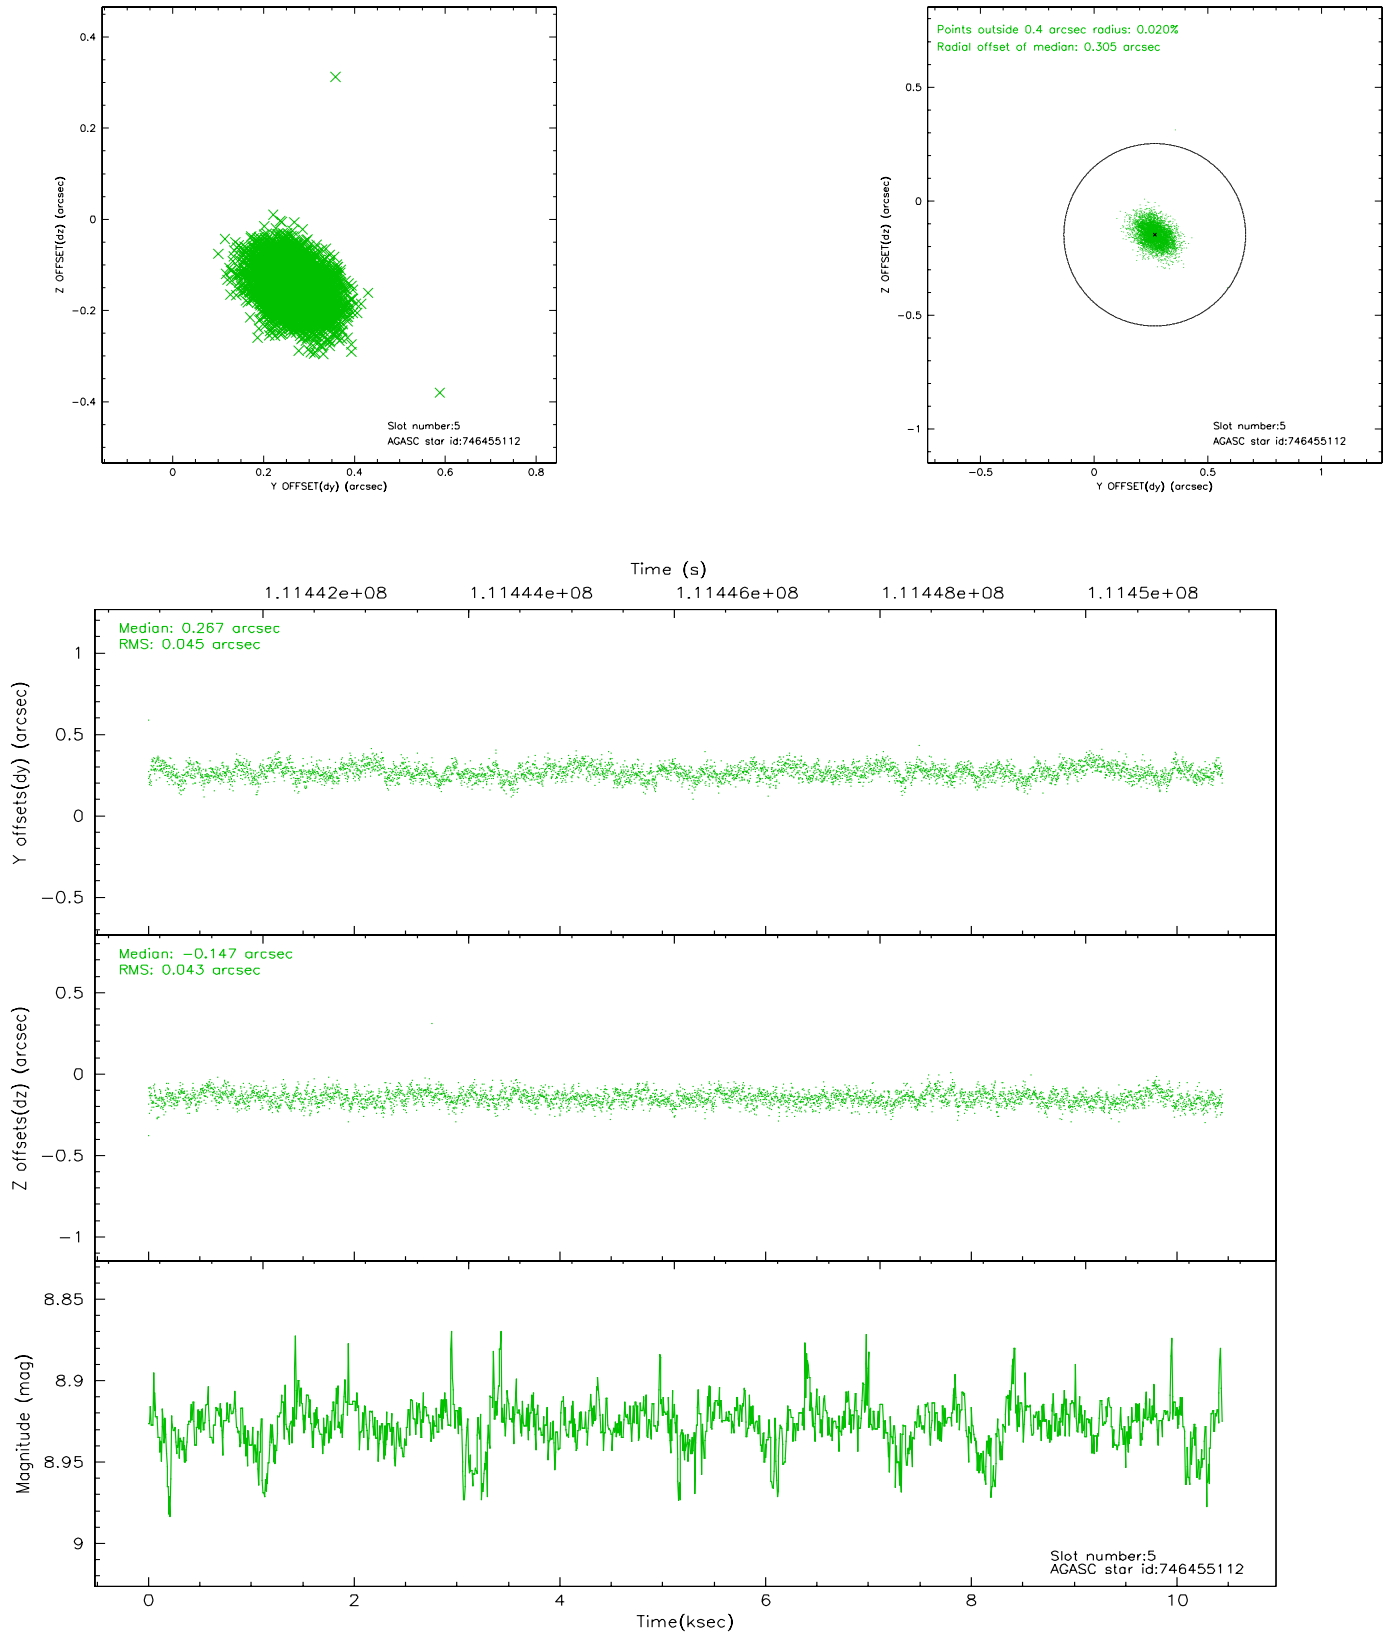 0.4
0.2
0
−0.2
−0.4
Z OFFSET(dz) (arcsec)
Slot number:5
AGASC star id:746455112
0 0.2 0.4 0.6 0.8
Y OFFSET(dy) (arcsec)
Points outside 0.4 arcsec radius: 0.020%
Radial offset of median: 0.305 arcsec
0.5
0
−0.5
−1
Z OFFSET(dz) (arcsec)
Slot number:5
AGASC star id:746455112
−0.5 0 0.5 1
Y OFFSET(dy) (arcsec)
Time (s)
1.11442e+08 1.11444e+08 1.11446e+08 1.11448e+08 1.1145e+08
Median: 0.267 arcsec
RMS: 0.045 arcsec
1
0.5
0
−0.5
Y offsets(dy) (arcsec)
Median: −0.147 arcsec
RMS: 0.043 arcsec
0.5
0
−0.5
−1
Z offsets(dz) (arcsec)
8.85
8.9
8.95
9
Magnitude (mag)
Slot number:5
AGASC star id:746455112
0 2 4 6 8 10
Time(ksec)